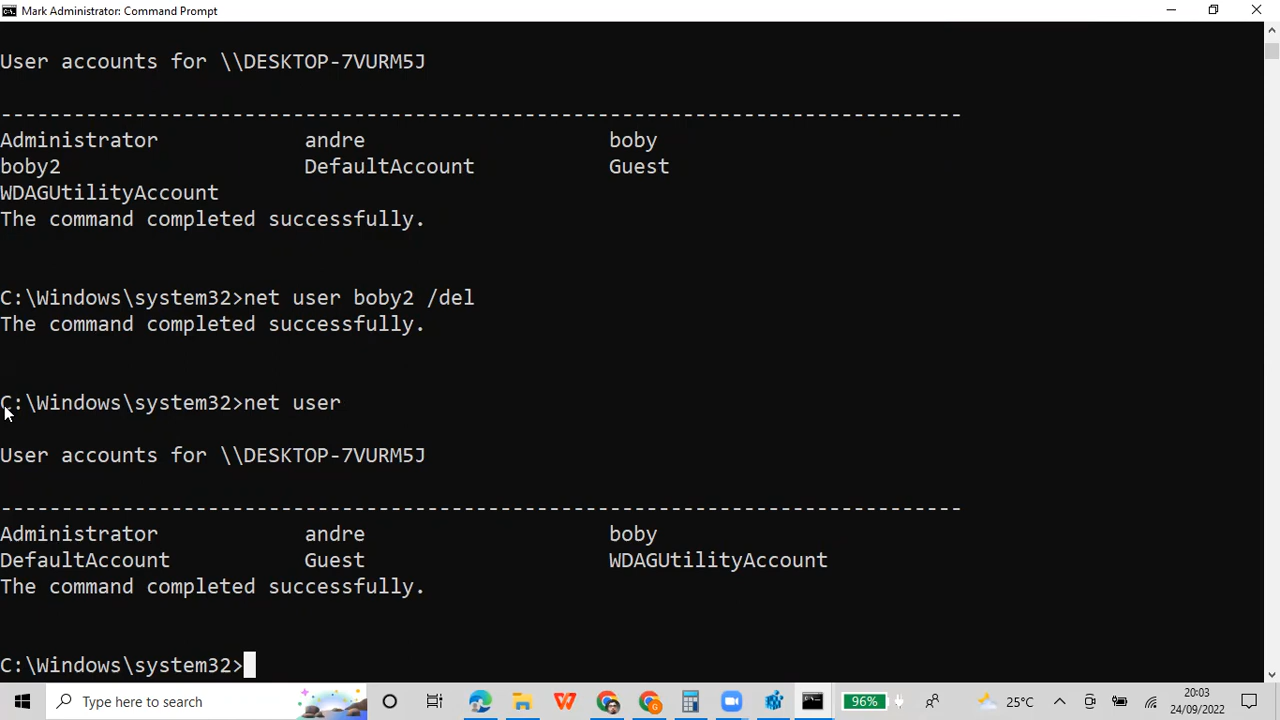 Mark Administrator: Command Prompt
User accounts for \\DESKTOP-7VURM5J
-------------------------------------------------------------------------------
Administrator andre boby
boby2 DefaultAccount Guest
WDAGUtilityAccount
The command completed successfully.
C:\Windows\system32>net user boby2 /del
The command completed successfully.
C:\Windows\system32>net user
User accounts for \\DESKTOP-7VURM5J
-------------------------------------------------------------------------------
Administrator andre boby
DefaultAccount Guest WDAGUtilityAccount
The command completed successfully.
C:\Windows\system32>
Type here to search
96%
25°C
20:03
24/09/2022